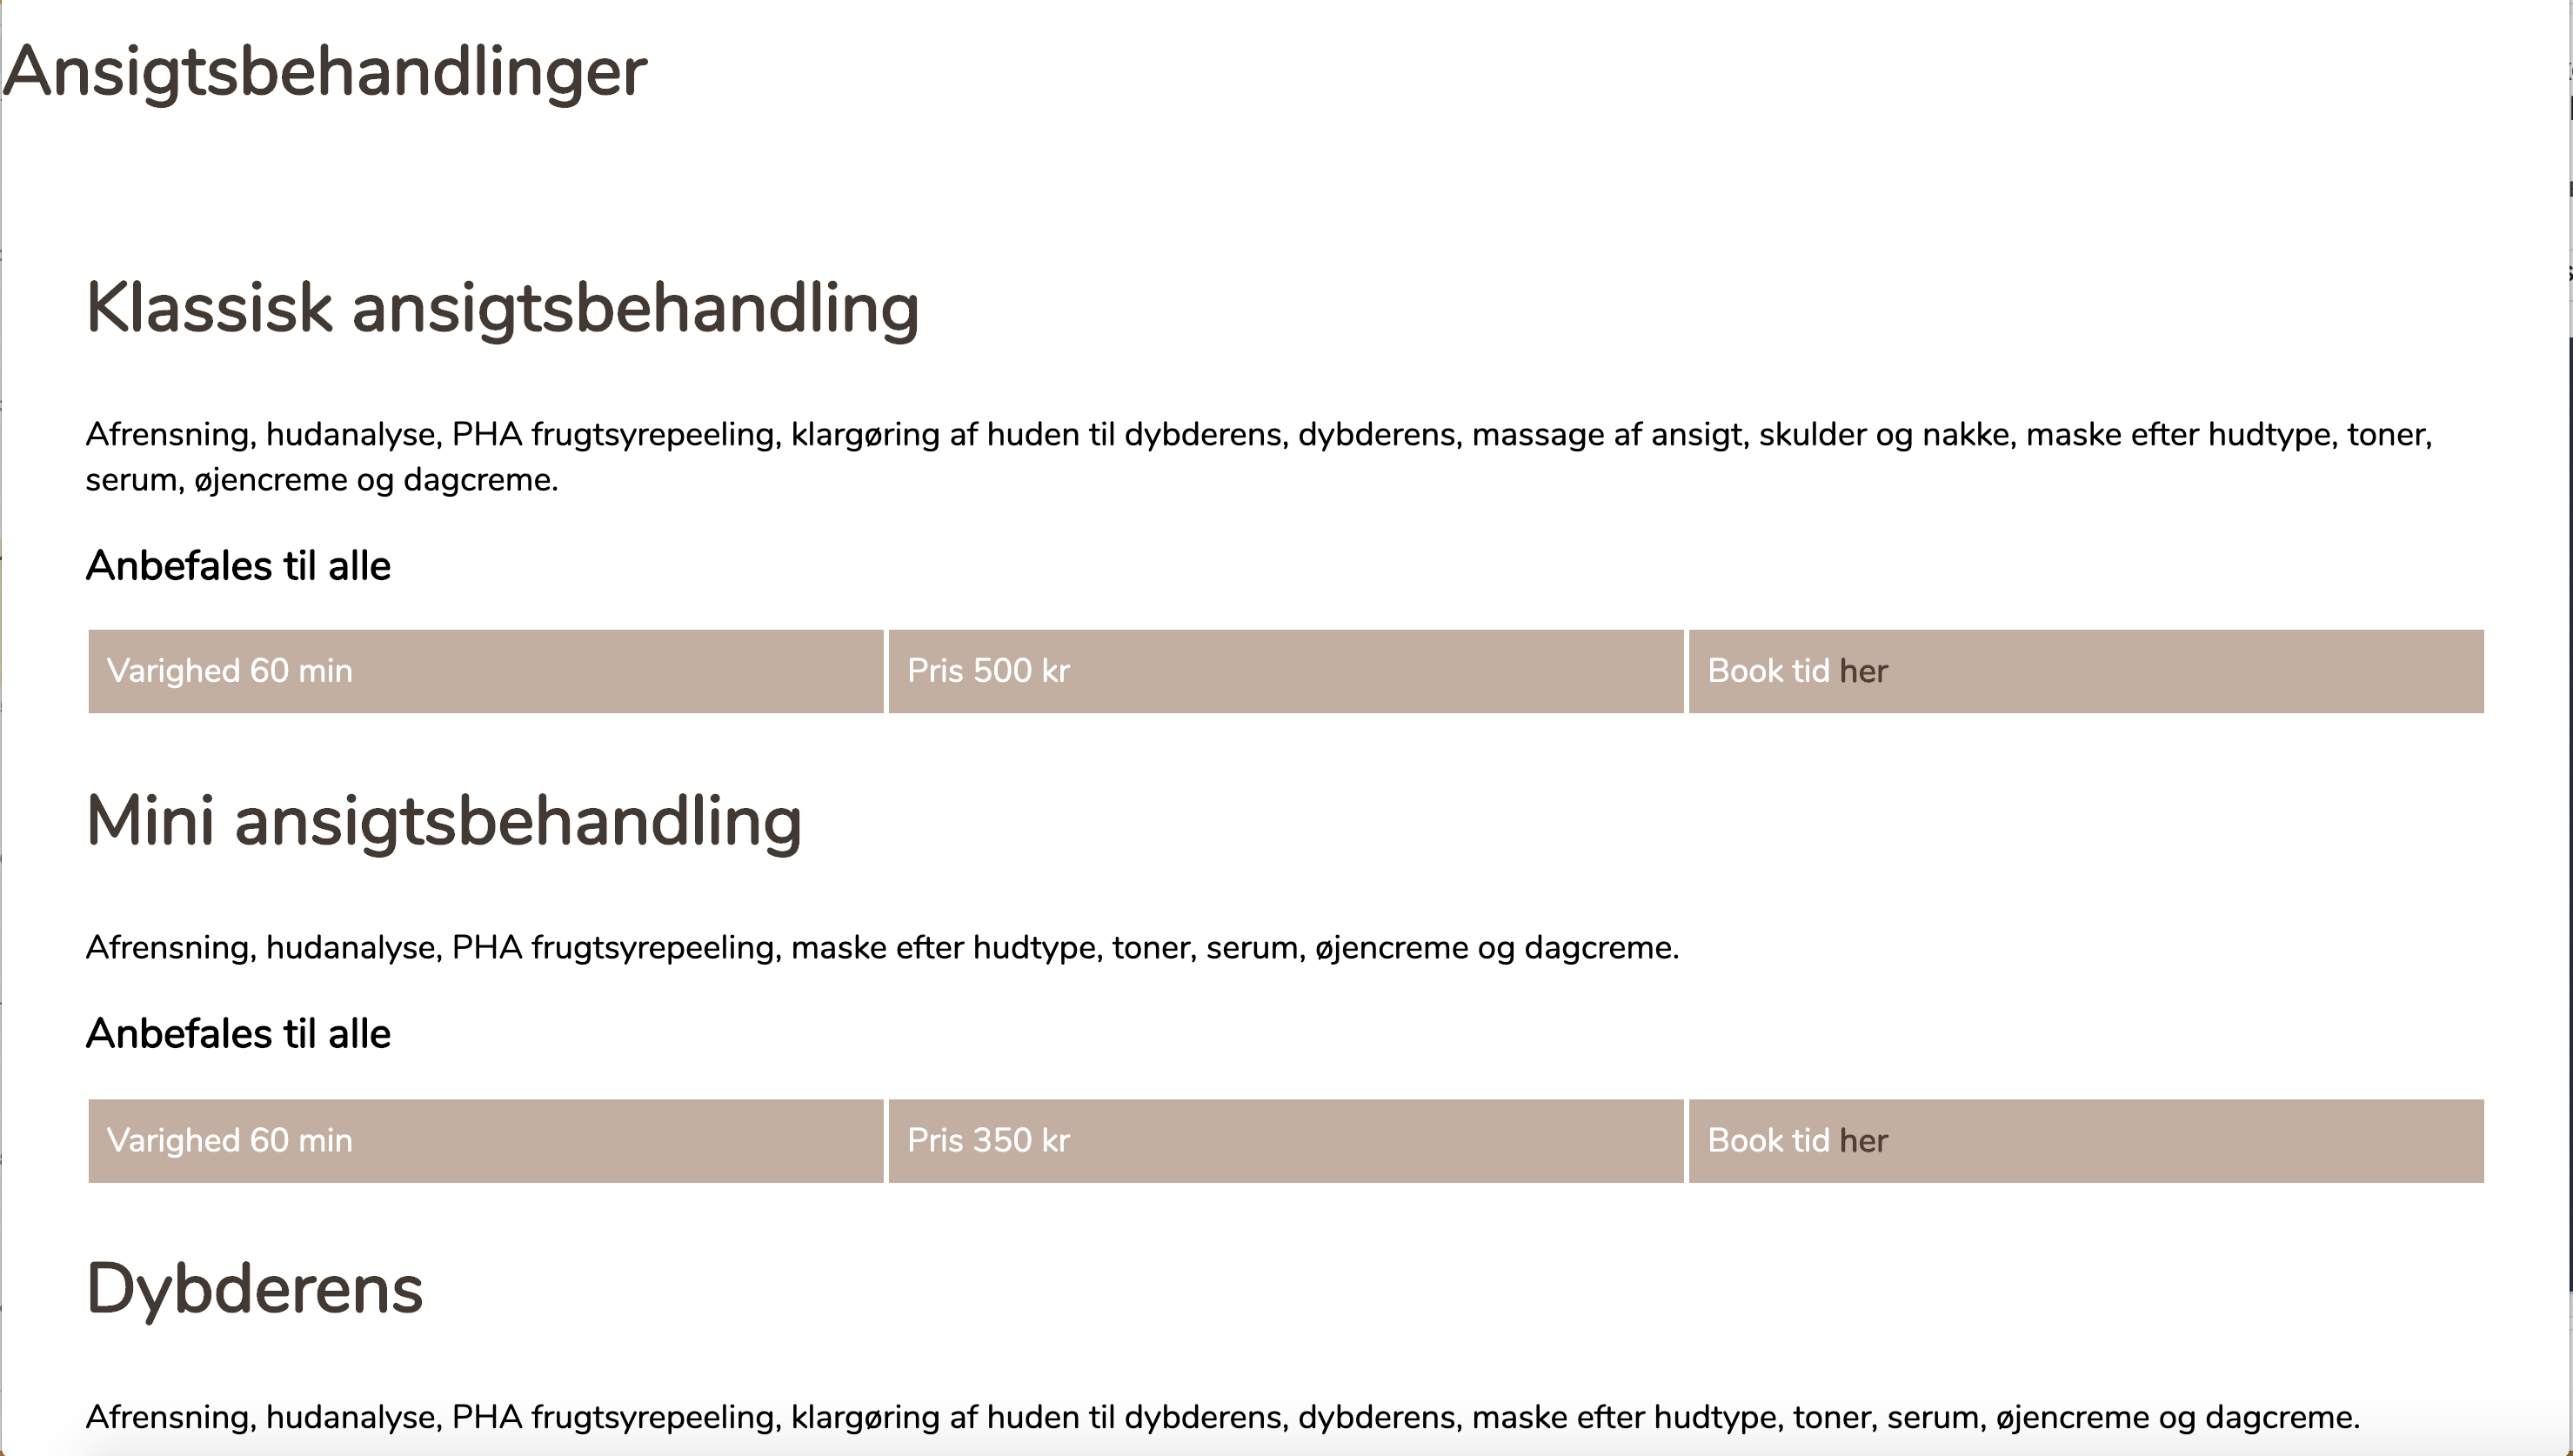 Ansigtsbehandlinger
Klassisk ansigtsbehandling
Afrensning, hudanalyse, PHA frugtsyrepeeling, klargøring af huden til dybderens, dybderens, massage af ansigt, skulder og nakke, maske efter hudtype, toner,
serum, øjencreme og dagcreme.
Anbefales til alle
Varighed 60 min Pris 500 kr Book tid her
Mini ansigtsbehandling
Afrensning, hudanalyse, PHA frugtsyrepeeling, maske efter hudtype, toner, serum, øjencreme og dagcreme.
Anbefales til alle
Varighed 60 min Pris 350 kr Book tid her
Dybderens
Afrensning, hudanalyse, PHA frugtsyrepeeling, klargøring af huden til dybderens, dybderens, maske efter hudtype, toner, serum, øjencreme og dagcreme.